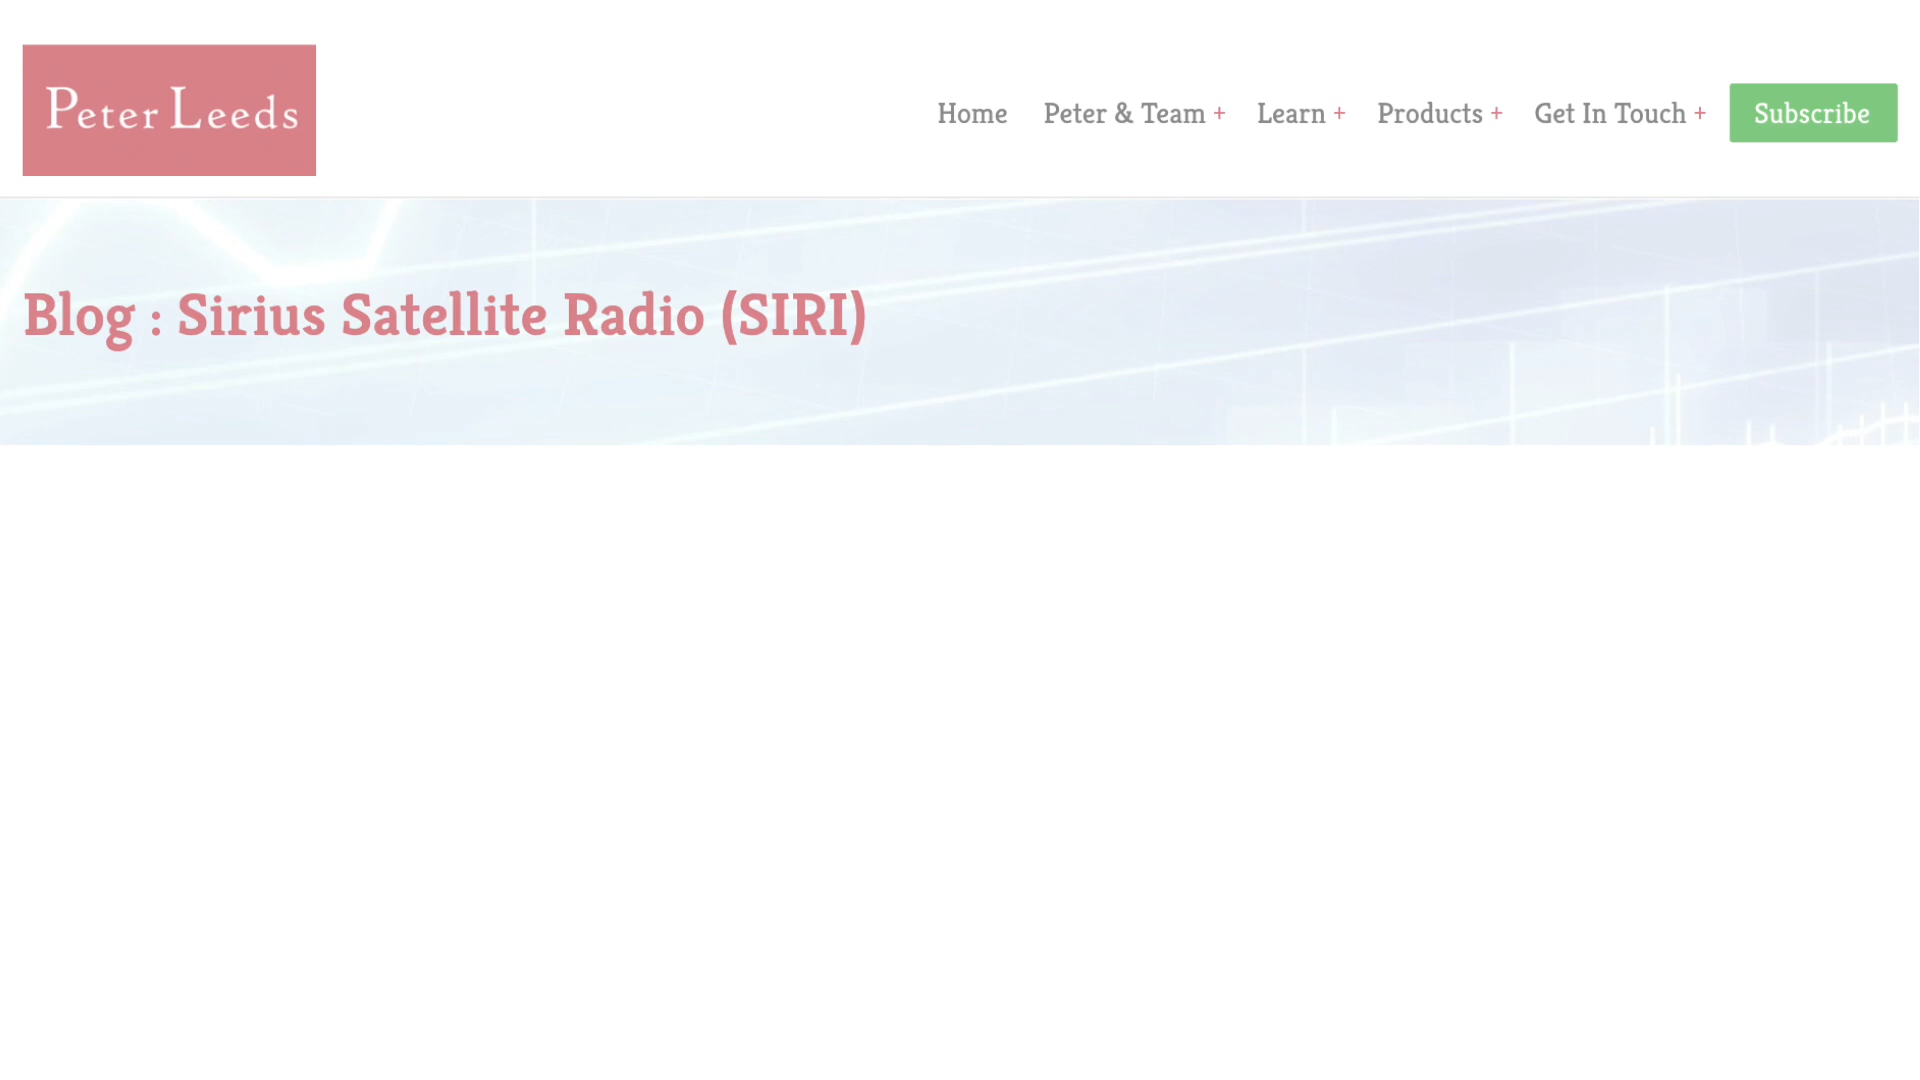 Peter Leeds
Home Peter & Team + Learn + Products + Get In Touch + Subscribe
Blog : Sirius Satellite Radio (SIRI)